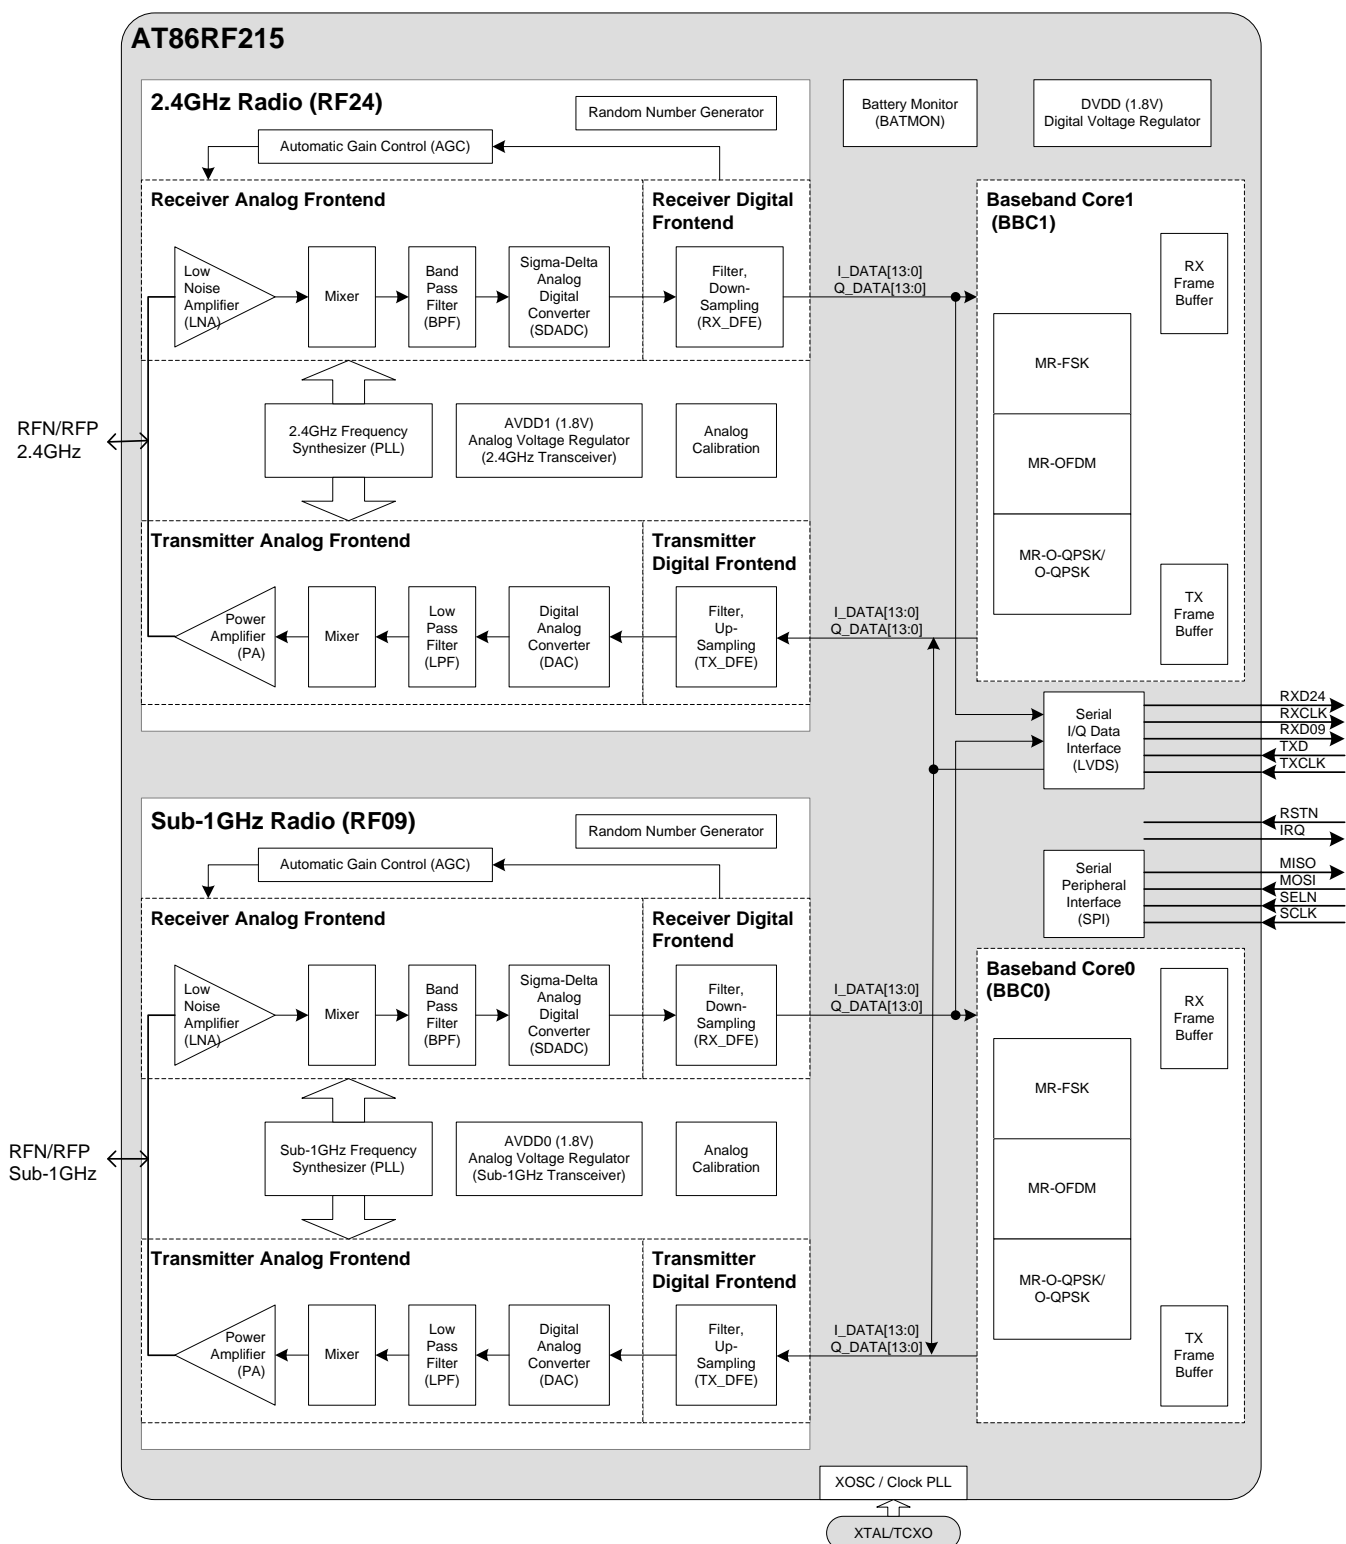 AT86RF215
2.4GHz Radio (RF24)
Random Number Generator
Automatic Gain Control (AGC)
Battery Monitor
(BATMON)
DVDD (1.8V)
Digital Voltage Regulator
Receiver Analog Frontend
Low
Noise
Amplifier
(LNA)
Mixer
Band
Pass
Filter
(BPF)
Sigma-Delta
Analog
Digital
Converter
(SDADC)
Receiver Digital
Frontend
Filter,
Down-
Sampling
(RX_DFE)
I_DATA[13:0]
Q_DATA[13:0]
Baseband Core1
(BBC1)
RX
Frame
Buffer
MR-FSK
MR-OFDM
MR-O-QPSK/
O-QPSK
TX
Frame
Buffer
RFN/RFP
2.4GHz
2.4GHz Frequency
Synthesizer (PLL)
AVDD1 (1.8V)
Analog Voltage Regulator
(2.4GHz Transceiver)
Analog
Calibration
Transmitter Analog Frontend
Power
Amplifier
(PA)
Mixer
Low
Pass
Filter
(LPF)
Digital
Analog
Converter
(DAC)
Transmitter
Digital Frontend
Filter,
Up-
Sampling
(TX_DFE)
I_DATA[13:0]
Q_DATA[13:0]
Serial
I/Q Data
Interface
(LVDS)
RXD24
RXCLK
RXD09
TXD
TXCLK
RSTN
IRQ
Serial
Peripheral
Interface
(SPI)
MISO
MOSI
SELN
SCLK
Sub-1GHz Radio (RF09)
Random Number Generator
Automatic Gain Control (AGC)
Receiver Analog Frontend
Low
Noise
Amplifier
(LNA)
Mixer
Band
Pass
Filter
(BPF)
Sigma-Delta
Analog
Digital
Converter
(SDADC)
Receiver Digital
Frontend
Filter,
Down-
Sampling
(RX_DFE)
I_DATA[13:0]
Q_DATA[13:0]
Baseband Core0
(BBC0)
RX
Frame
Buffer
MR-FSK
MR-OFDM
MR-O-QPSK/
O-QPSK
TX
Frame
Buffer
RFN/RFP
Sub-1GHz
Sub-1GHz Frequency
Synthesizer (PLL)
AVDD0 (1.8V)
Analog Voltage Regulator
(Sub-1GHz Transceiver)
Analog
Calibration
Transmitter Analog Frontend
Power
Amplifier
(PA)
Mixer
Low
Pass
Filter
(LPF)
Digital
Analog
Converter
(DAC)
Transmitter
Digital Frontend
Filter,
Up-
Sampling
(TX_DFE)
I_DATA[13:0]
Q_DATA[13:0]
XOSC / Clock PLL
XTAL/TCXO